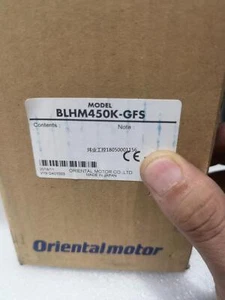 MODEL
BLHM450K-GFS
Contents
Note
ORIENTAL MOTOR CO.,LTD.
MADE IN JAPAN
CE
Orientalmotor